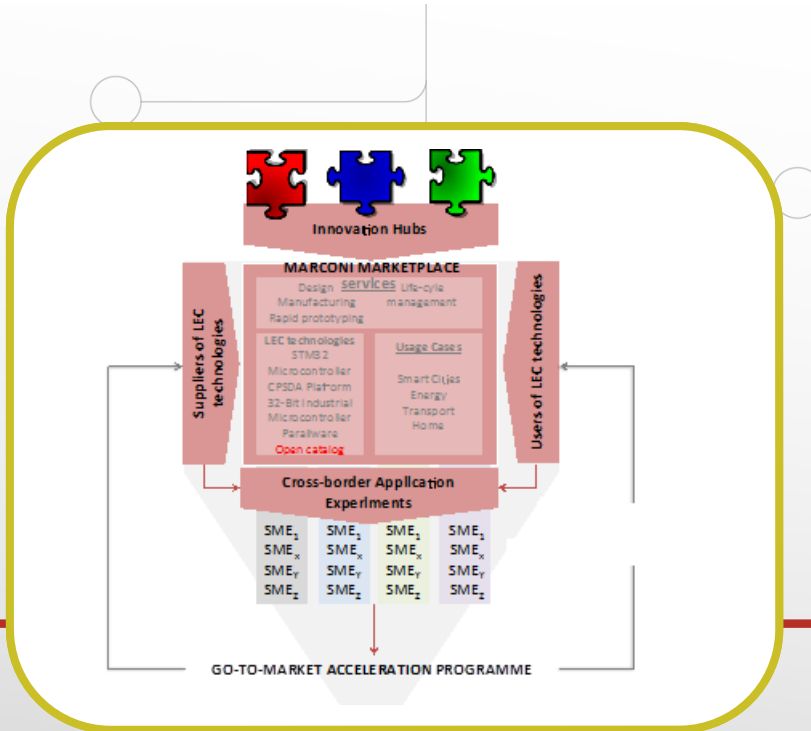 Innovation Hubs
MARCONI MARKETPLACE
services
Design Life-cyle
Manufacturing management
Rapid prototyping
Suppliers of LEC
technologies
LEC technologies
STM32
Microcontroller
CPSDA Platform
32-Bit Industrial
Microcontroller
Parallware
Open catalog
Usage Cases
Smart Cities
Energy
Transport
Home
Users of LEC technologies
Cross-border Application
Experiments
SME₁ SME₁ SME₁ SME₁
SMEₓ SMEₓ SMEₓ SMEₓ
SMEY SMEY SMEY SMEY
SMEz SMEz SMEz SMEz
GO-TO-MARKET ACCELERATION PROGRAMME